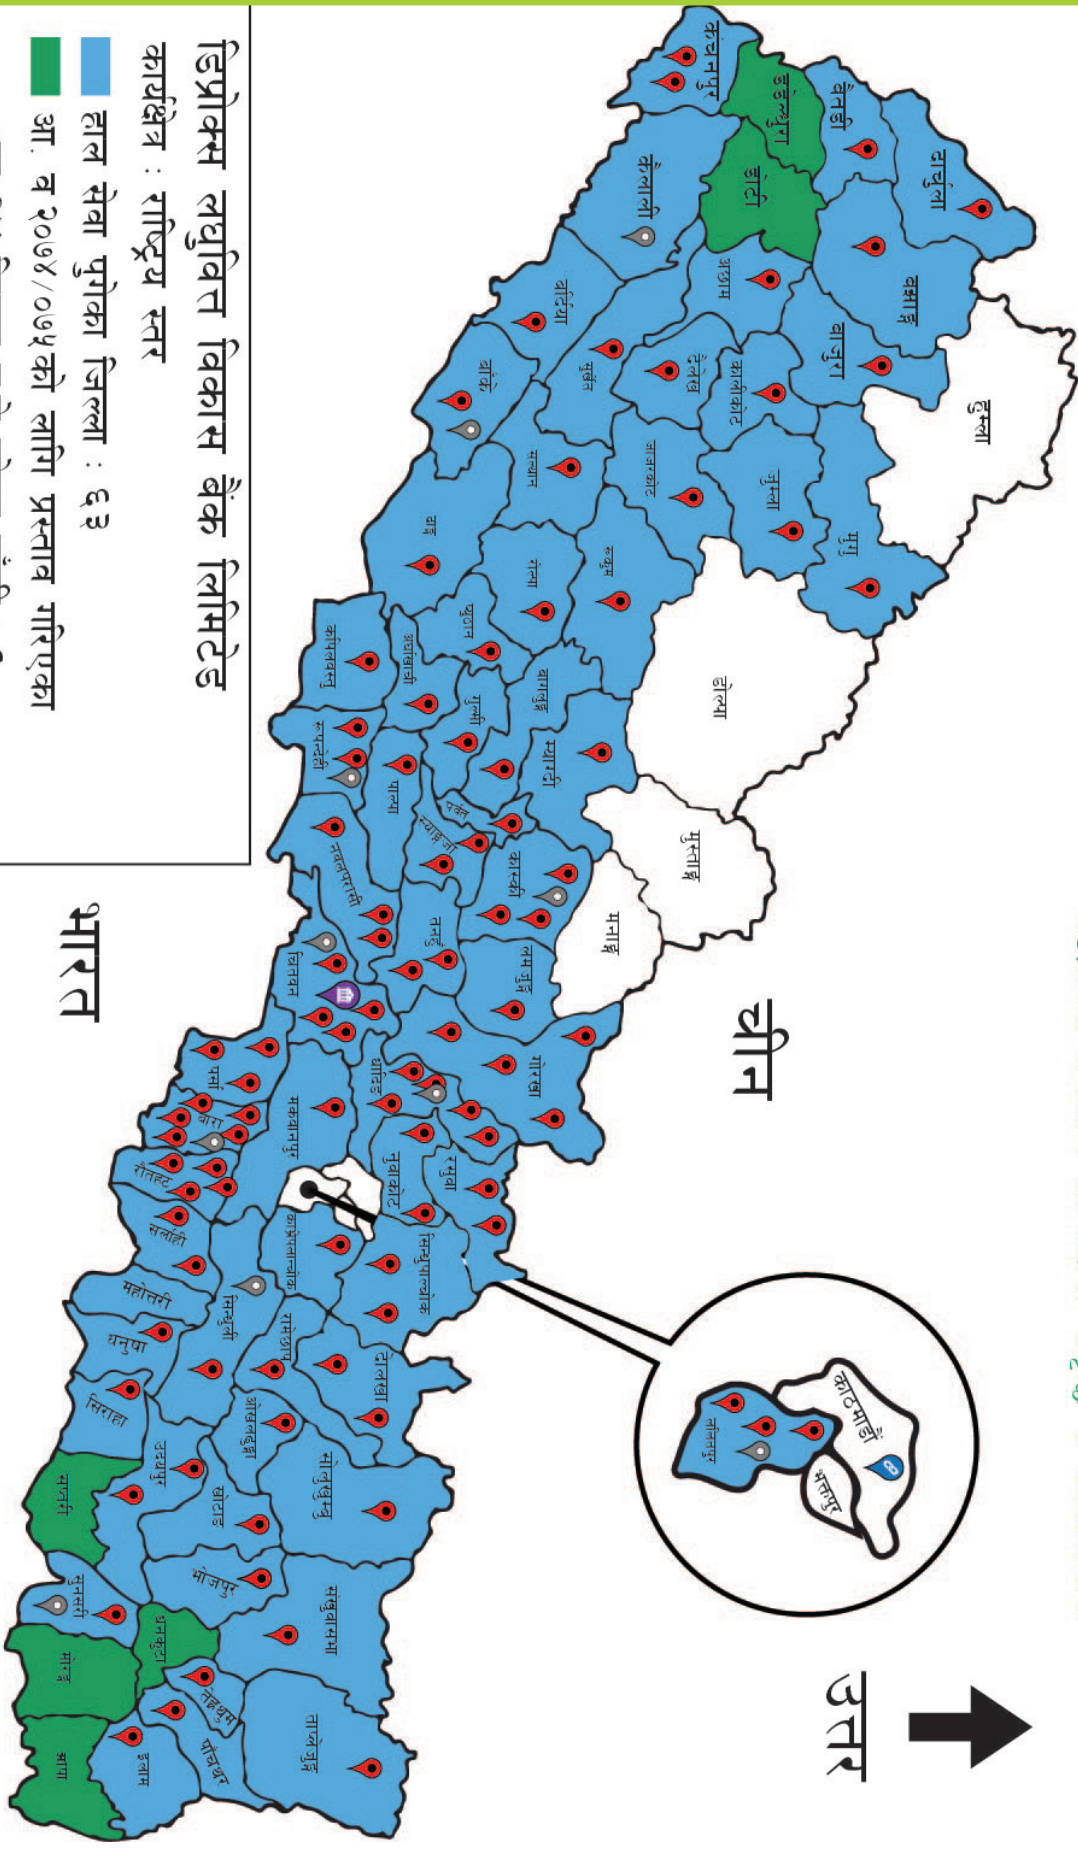 डिप्रोक्स लघुवित्त विकास बैंक लिमिटेड
कार्यक्षेत्र : राष्ट्रिय स्तर
हाल सेवा पुगेका जिल्ला : ६३
आ. व २०७४/०७५को लागि प्रस्ताव गरिएका
चीन
भारत
उत्तर
दार्चुला
बैतडी
डडेल्धुरा
कंचनपुर
डोटी
कैलाली
बझाङ्ग
बाजुरा
अछाम
हुम्ला
बर्दिया
सुर्खेत
दैलेख
कालीकोट
बाँके
सल्यान
जाजरकोट
जुम्ला
मुगु
दाङ्ग
रोल्पा
रुकुम
डोल्पा
प्युठान
कपिलवस्तु
अर्घाखाँची
गुल्मी
बागलुङ्ग
म्याग्दी
रुपन्देही
पाल्पा
पर्वत
स्याङ्जा
मुस्ताङ्ग
नवलपरासी
कास्की
मनाङ्ग
तनहुँ
लमजुङ्ग
चितवन
गोरखा
धादिङ
पर्सा
बारा
मकवानपुर
नुवाकोट
रसुवा
रौतहट
सर्लाही
काभ्रेपलान्चोक
सिन्धुपाल्चोक
महोत्तरी
सिन्धुली
धनुषा
रामेछाप
दोलखा
सिराहा
ओखलढुङ्गा
उदयपुर
सोलुखुम्बु
खोटाङ
सप्तरी
भोजपुर
संखुवासभा
सुनसरी
धनकुटा
मोरङ्ग
तेह्रथुम
पाँचथर
ताप्लेजुङ्ग
झापा
इलाम
काठमाडौं
ललितपुर
भक्तपुर